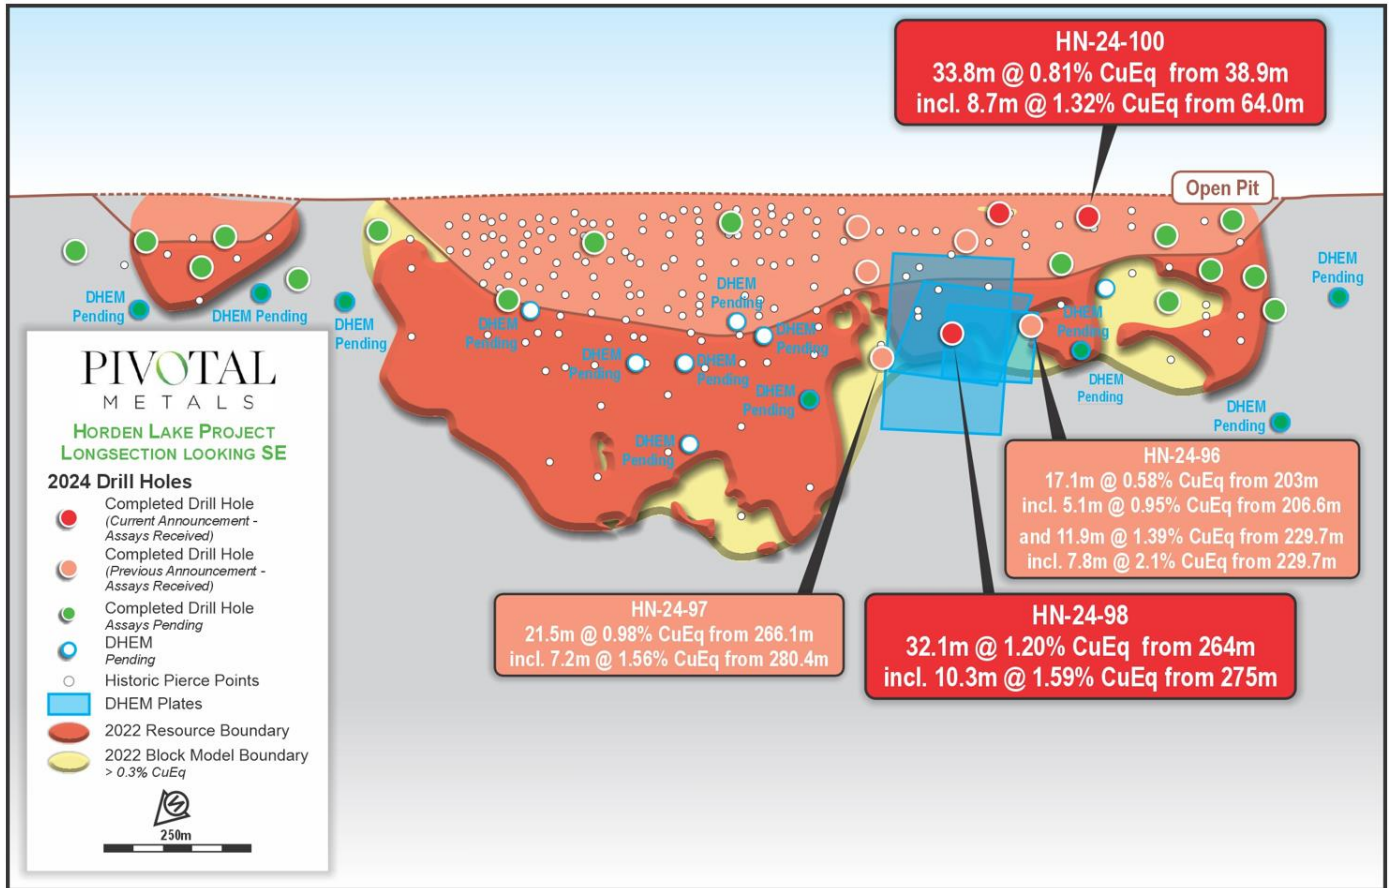 HN-24-100
33.8m @ 0.81% CuEq from 38.9m
incl. 8.7m @ 1.32% CuEq from 64.0m
Open Pit
DHEM
Pending
DHEM Pending
DHEM
Pending
DHEM
Pending
DHEM
Pending
DHEM
Pending
DHEM
Pending
DHEM
Pending
DHEM
Pending
DHEM
Pending
DHEM
Pending
DHEM
Pending
DHEM
Pending
DHEM
Pending
PIVOTAL
METALS
HORDEN LAKE PROJECT
LONGSECTION LOOKING SE
2024 Drill Holes
Completed Drill Hole
(Current Announcement -
Assays Received)
Completed Drill Hole
(Previous Announcement -
Assays Received)
Completed Drill Hole
Assays Pending
DHEM
Pending
Historic Pierce Points
DHEM Plates
2022 Resource Boundary
2022 Block Model Boundary
> 0.3% CuEq
250m
HN-24-96
17.1m @ 0.58% CuEq from 203m
incl. 5.1m @ 0.95% CuEq from 206.6m
and 11.9m @ 1.39% CuEq from 229.7m
incl. 7.8m @ 2.1% CuEq from 229.7m
HN-24-97
21.5m @ 0.98% CuEq from 266.1m
incl. 7.2m @ 1.56% CuEq from 280.4m
HN-24-98
32.1m @ 1.20% CuEq from 264m
incl. 10.3m @ 1.59% CuEq from 275m